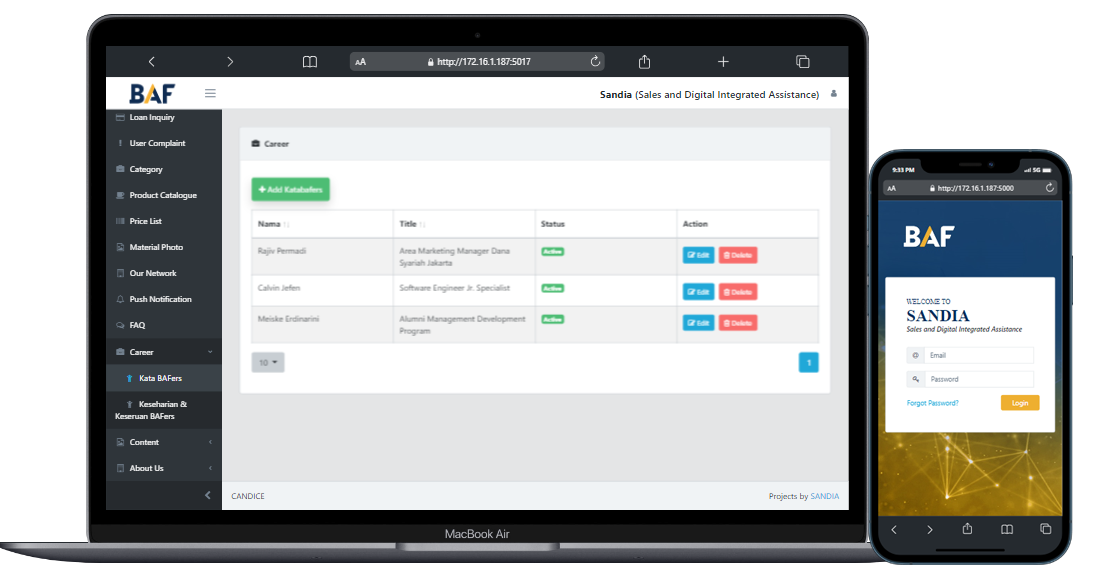 AA
http://172.16.1.187:5017
BAF
Sandia (Sales and Digital Integrated Assistance)
Loan Inquiry
User Complaint
Category
Product Catalogue
Price List
Material Photo
Our Network
Push Notification
FAQ
Career
Kata BAFers
Keseharian &
Keseruan BAFers
Content
About Us
Career
+ Add Katabafers
Nama
Title
Status
Action
Rajiv Permadi
Area Marketing Manager Dana
Syariah Jakarta
Active
Edit
Delete
Calvin Jefen
Software Engineer Jr. Specialist
Active
Edit
Delete
Meiske Erdinarini
Alumni Management Development
Program
Active
Edit
Delete
10
1
CANDICE
Projects by SANDIA
MacBook Air
9:33 PM
5G
AA
http://172.16.1.187:5000
BAF
WELCOME TO
SANDIA
Sales and Digital Integrated Assistance
@ Email
Password
Forgot Password?
Login